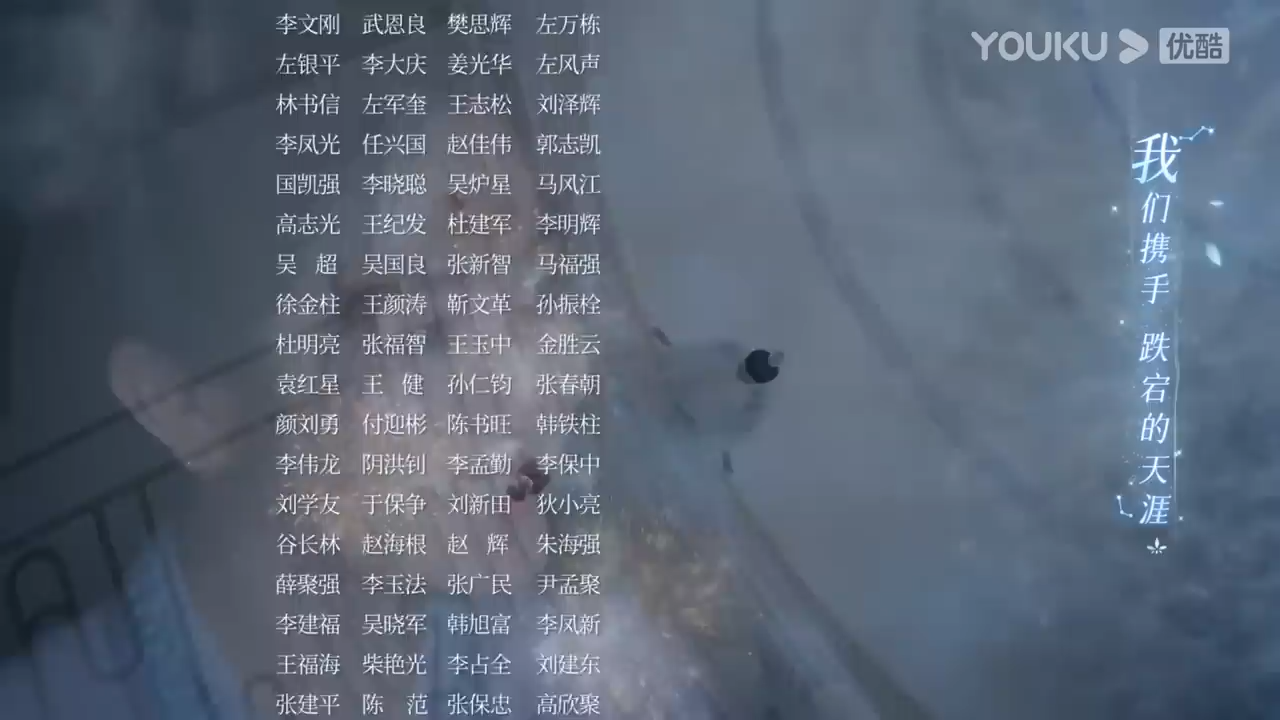 李文刚 武恩良 樊思辉 左万栋
左银平 李大庆 姜光华 左风声
林书信 左军奎 王志松 刘泽辉
李凤光 任兴国 赵佳伟 郭志凯
国凯强 李晓聪 吴炉星 马风江
高志光 王纪发 杜建军 李明辉
吴 超 吴国良 张新智 马福强
徐金柱 王颜涛 靳文革 孙振栓
杜明亮 张福智 王玉中 金胜云
袁红星 王 健 孙仁钧 张春朝
颜刘勇 付迎彬 陈书旺 韩铁柱
李伟龙 阴洪钊 李孟勤 李保中
刘学友 于保争 刘新田 狄小亮
谷长林 赵海根 赵 辉 朱海强
薛聚强 李玉法 张广民 尹孟聚
李建福 吴晓军 韩旭富 李凤新
王福海 柴艳光 李占全 刘建东
张建平 陈 范 张保忠 高欣聚
YOUKU 优酷
我们携手 跌宕的天涯